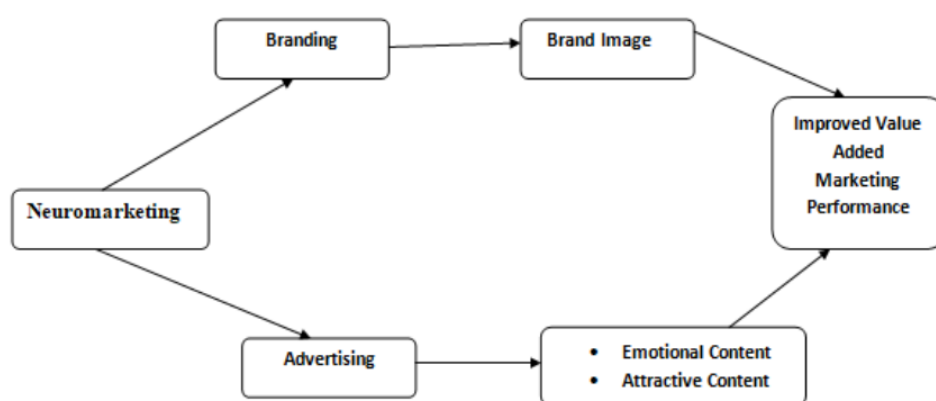 Branding
Brand Image
Improved Value
Added
Marketing
Performance
Neuromarketing
Advertising
• Emotional Content
• Attractive Content